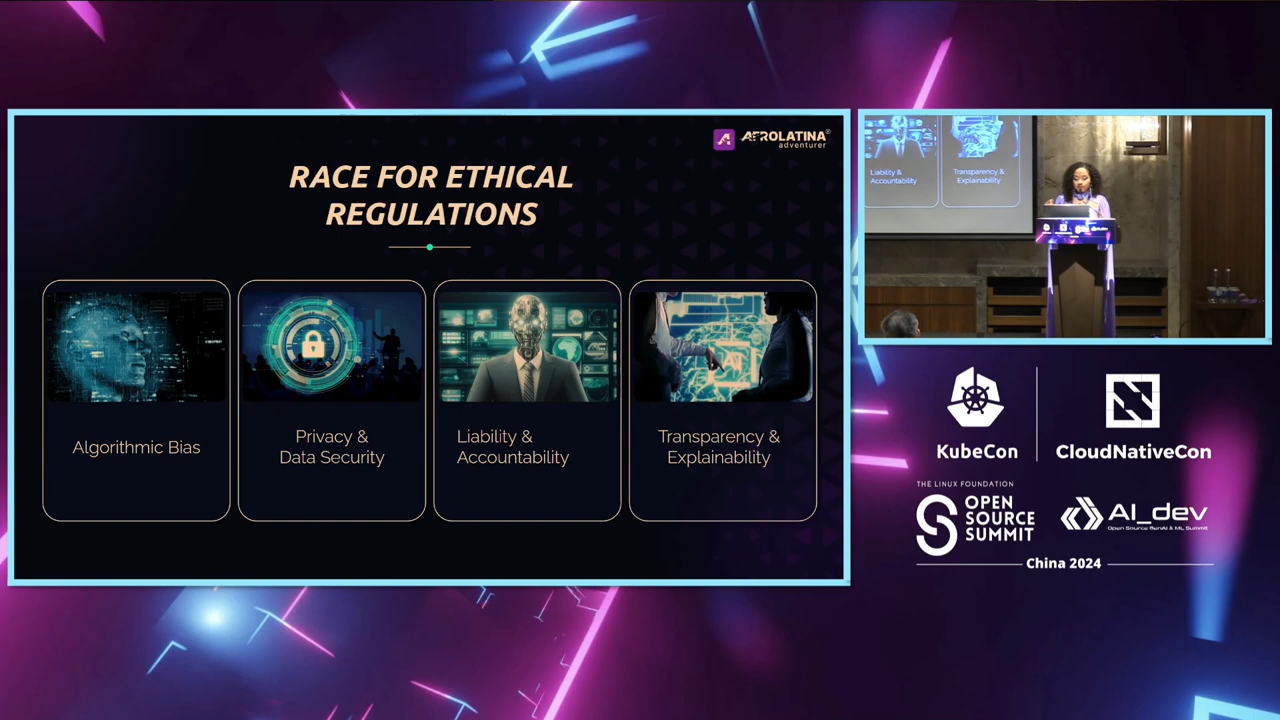 AFROLATINA®
adventurer
RACE FOR ETHICAL
REGULATIONS
Algorithmic Bias
Privacy &
Data Security
Liability &
Accountability
AI
Transparency &
Explainability
Liability &
Accountability
Transparency &
Explainability
KubeCon
CloudNativeCon
THE LINUX FOUNDATION
OPEN
SOURCE
SUMMIT
AI_dev
Open Source GenAI & ML Summit
China 2024